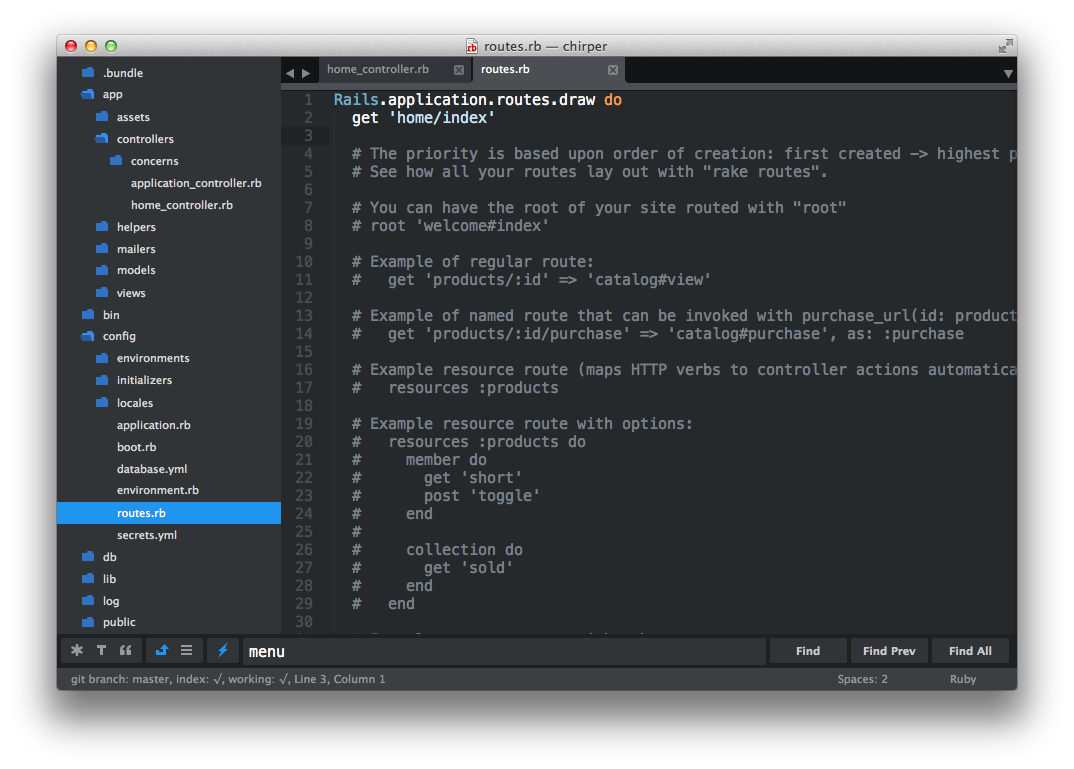 routes.rb — chirper
.bundle
app
assets
controllers
concerns
application_controller.rb
home_controller.rb
helpers
mailers
models
views
bin
config
environments
initializers
locales
application.rb
boot.rb
database.yml
environment.rb
routes.rb
secrets.yml
db
lib
log
public
home_controller.rb
routes.rb
1 Rails.application.routes.draw do
2 get 'home/index'
3
4 # The priority is based upon order of creation: first created -> highest p
5 # See how all your routes lay out with "rake routes".
6
7 # You can have the root of your site routed with "root"
8 # root 'welcome#index'
9
10 # Example of regular route:
11 #   get 'products/:id' => 'catalog#view'
12
13 # Example of named route that can be invoked with purchase_url(id: product
14 #   get 'products/:id/purchase' => 'catalog#purchase', as: :purchase
15
16 # Example resource route (maps HTTP verbs to controller actions automatica
17 #   resources :products
18
19 # Example resource route with options:
20 #   resources :products do
21 #     member do
22 #       get 'short'
23 #       post 'toggle'
24 #     end
25 #
26 #     collection do
27 #       get 'sold'
28 #     end
29 #   end
30
menu
Find
Find Prev
Find All
git branch: master, index: √, working: √, Line 3, Column 1
Spaces: 2
Ruby